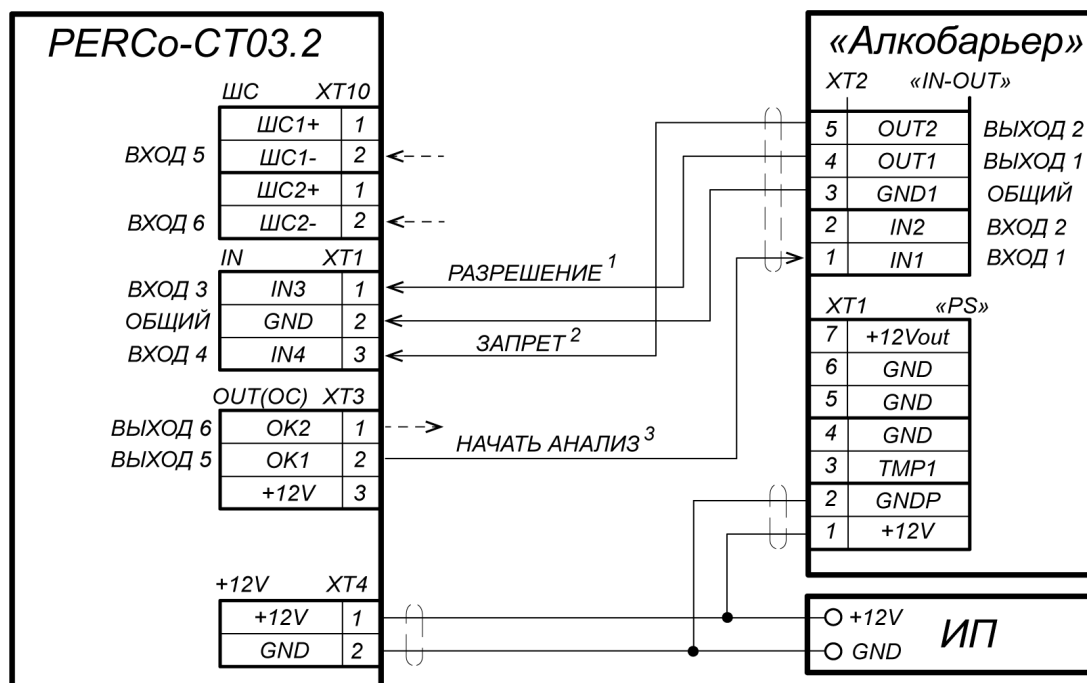 PERCo-CT03.2
ШС XT10
ШС1+ 1
ВХОД 5 ШС1- 2
ШС2+ 1
ВХОД 6 ШС2- 2
IN XT1
ВХОД 3 IN3 1
ОБЩИЙ GND 2
ВХОД 4 IN4 3
OUT(OC) XT3
ВЫХОД 6 OK2 1
ВЫХОД 5 OK1 2
+12V 3
+12V XT4
+12V 1
GND 2
РАЗРЕШЕНИЕ 1
ЗАПРЕТ 2
НАЧАТЬ АНАЛИЗ 3
«Алкобарьер»
XT2 «IN-OUT»
5 OUT2 ВЫХОД 2
4 OUT1 ВЫХОД 1
3 GND1 ОБЩИЙ
2 IN2 ВХОД 2
1 IN1 ВХОД 1
XT1 «PS»
7 +12Vout
6 GND
5 GND
4 GND
3 TMP1
2 GNDP
1 +12V
+12V
GND
ИП